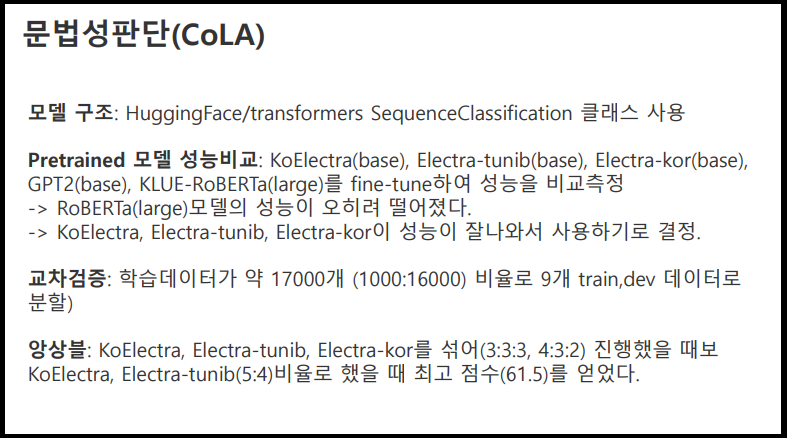 문법성판단(CoLA)
모델 구조: HuggingFace/transformers SequenceClassification 클래스 사용
Pretrained 모델 성능비교: KoElectra(base), Electra-tunib(base), Electra-kor(base),
GPT2(base), KLUE-RoBERTa(large)를 fine-tune하여 성능을 비교측정
-> RoBERTa(large)모델의 성능이 오히려 떨어졌다.
-> KoElectra, Electra-tunib, Electra-kor이 성능이 잘나와서 사용하기로 결정.
교차검증: 학습데이터가 약 17000개 (1000:16000) 비율로 9개 train,dev 데이터로
분할)
앙상블: KoElectra, Electra-tunib, Electra-kor를 섞어(3:3:3, 4:3:2) 진행했을 때보
KoElectra, Electra-tunib(5:4)비율로 했을 때 최고 점수(61.5)를 얻었다.